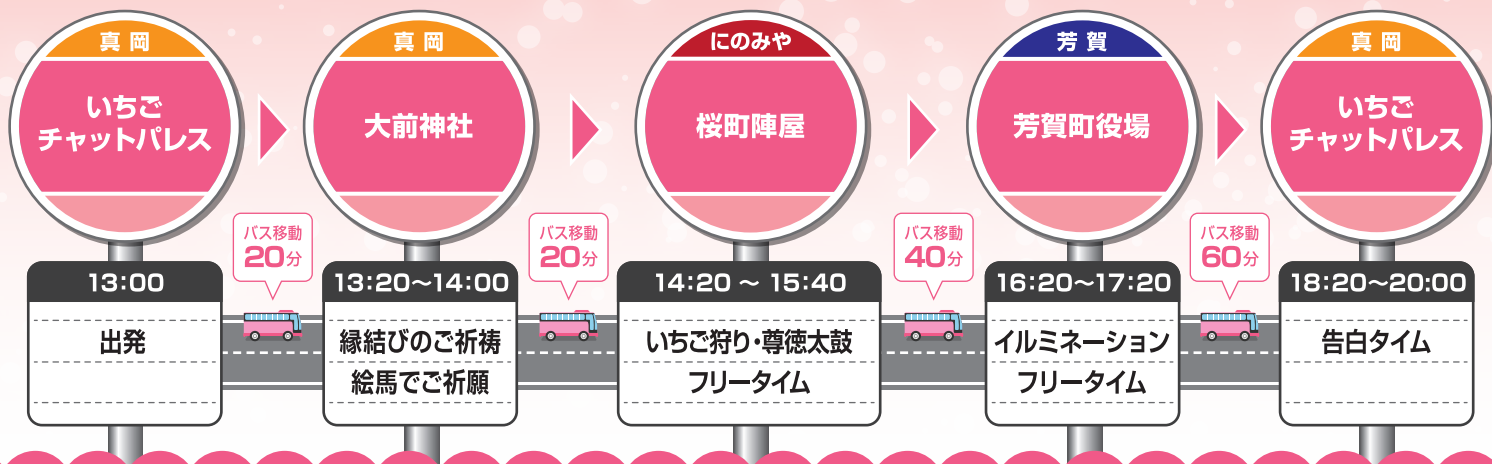 真岡
いちご
チャットパレス
13:00
出発
バス移動
20分
真岡
大前神社
13:20～14:00
縁結びのご祈祷
絵馬でご祈願
バス移動
20分
にのみや
桜町陣屋
14:20 ～ 15:40
いちご狩り・尊徳太鼓
フリータイム
バス移動
40分
芳賀
芳賀町役場
16:20～17:20
イルミネーション
フリータイム
バス移動
60分
真岡
いちご
チャットパレス
18:20～20:00
告白タイム